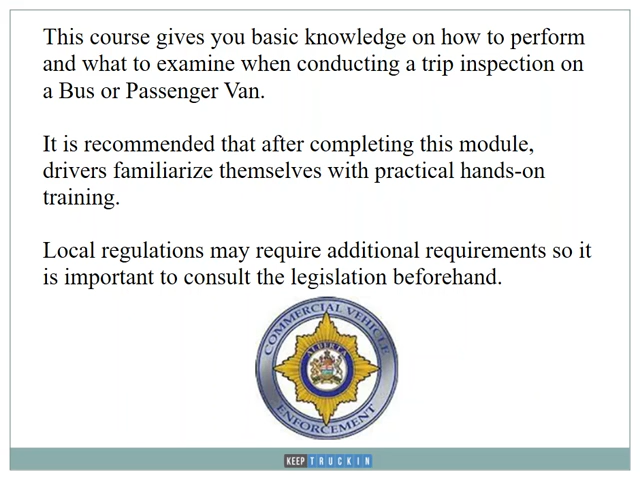 This course gives you basic knowledge on how to perform
and what to examine when conducting a trip inspection on
a Bus or Passenger Van.
It is recommended that after completing this module,
drivers familiarize themselves with practical hands-on
training.
Local regulations may require additional requirements so it
is important to consult the legislation beforehand.
COMMERCIAL VEHICLE
ALBERTA
ENFORCEMENT
KEEP TRUCKIN